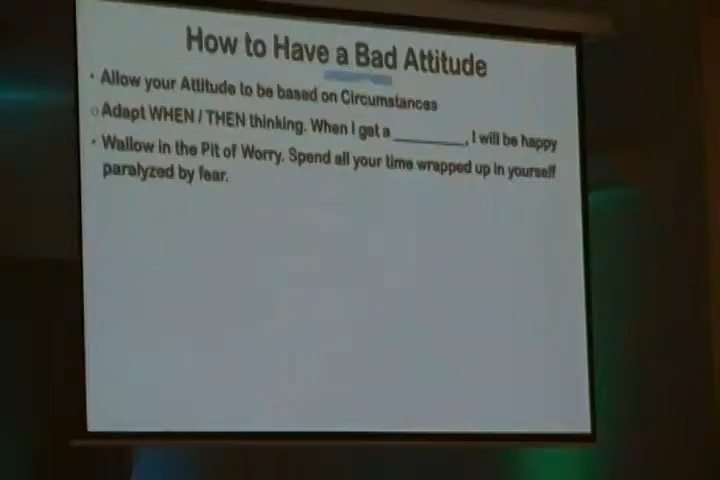 How to Have a Bad Attitude
• Allow your Attitude to be based on Circumstances
○ Adapt WHEN / THEN thinking. When I get a ________, I will be happy
• Wallow in the Pit of Worry. Spend all your time wrapped up in yourself
paralyzed by fear.